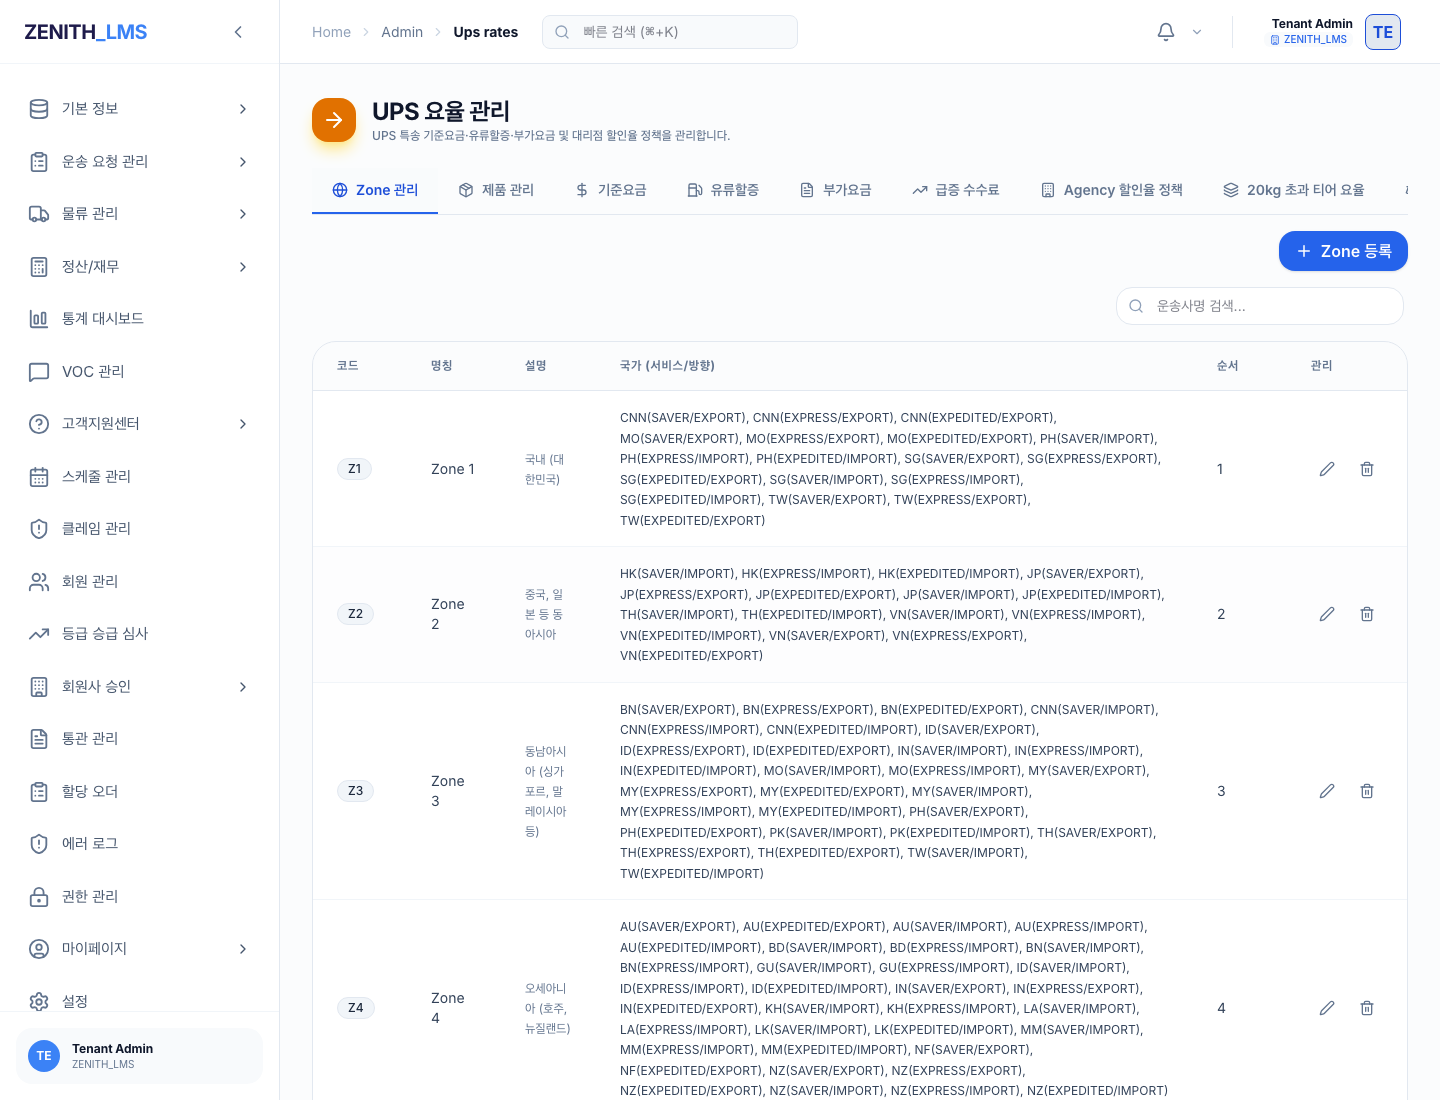 ZENITH_LMS
기본 정보
운송 요청 관리
물류 관리
정산/재무
통계 대시보드
VOC 관리
고객지원센터
스케줄 관리
클레임 관리
회원 관리
등급 승급 심사
회원사 승인
통관 관리
할당 오더
에러 로그
권한 관리
마이페이지
설정
TE
Tenant Admin
ZENITH_LMS
Home > Admin > Ups rates
빠른 검색 (⌘+K)
Tenant Admin
ZENITH_LMS
TE
UPS 요율 관리
UPS 특송 기준요금·유류할증·부가요금 및 대리점 할인율 정책을 관리합니다.
Zone 관리 제품 관리 기준요금 유류할증 부가요금 급증 수수료 Agency 할인율 정책 20kg 초과 티어 요율
Zone 등록
운송사명 검색...
코드 명칭 설명 국가 (서비스/방향) 순서 관리
Z1
Zone 1
국내 (대
한민국)
CNN(SAVER/EXPORT), CNN(EXPRESS/EXPORT), CNN(EXPEDITED/EXPORT),
MO(SAVER/EXPORT), MO(EXPRESS/EXPORT), MO(EXPEDITED/EXPORT), PH(SAVER/IMPORT),
PH(EXPRESS/IMPORT), PH(EXPEDITED/IMPORT), SG(SAVER/EXPORT), SG(EXPRESS/EXPORT),
SG(EXPEDITED/EXPORT), SG(SAVER/IMPORT), SG(EXPRESS/IMPORT),
SG(EXPEDITED/IMPORT), TW(SAVER/EXPORT), TW(EXPRESS/EXPORT),
TW(EXPEDITED/EXPORT)
1
Z2
Zone
2
중국, 일
본 등 동
아시아
HK(SAVER/IMPORT), HK(EXPRESS/IMPORT), HK(EXPEDITED/IMPORT), JP(SAVER/EXPORT),
JP(EXPRESS/EXPORT), JP(EXPEDITED/EXPORT), JP(SAVER/IMPORT), JP(EXPEDITED/IMPORT),
TH(SAVER/IMPORT), TH(EXPEDITED/IMPORT), VN(SAVER/IMPORT), VN(EXPRESS/IMPORT),
VN(EXPEDITED/IMPORT), VN(SAVER/EXPORT), VN(EXPRESS/EXPORT),
VN(EXPEDITED/EXPORT)
2
Z3
Zone
3
동남아시
아 (싱가
포르, 말
레이시아
등)
BN(SAVER/EXPORT), BN(EXPRESS/EXPORT), BN(EXPEDITED/EXPORT), CNN(SAVER/IMPORT),
CNN(EXPRESS/IMPORT), CNN(EXPEDITED/IMPORT), ID(SAVER/EXPORT),
ID(EXPRESS/EXPORT), ID(EXPEDITED/EXPORT), IN(SAVER/IMPORT), IN(EXPRESS/IMPORT),
IN(EXPEDITED/IMPORT), MO(SAVER/IMPORT), MO(EXPRESS/IMPORT), MY(SAVER/EXPORT),
MY(EXPRESS/EXPORT), MY(EXPEDITED/EXPORT), MY(SAVER/IMPORT),
MY(EXPRESS/IMPORT), MY(EXPEDITED/IMPORT), PH(SAVER/EXPORT),
PH(EXPEDITED/EXPORT), PK(SAVER/IMPORT), PK(EXPEDITED/IMPORT), TH(SAVER/EXPORT),
TH(EXPRESS/EXPORT), TH(EXPEDITED/EXPORT), TW(SAVER/IMPORT),
TW(EXPEDITED/IMPORT)
3
Z4
Zone
4
오세아니
아 (호주,
뉴질랜드)
AU(SAVER/EXPORT), AU(EXPEDITED/EXPORT), AU(SAVER/IMPORT), AU(EXPRESS/IMPORT),
AU(EXPEDITED/IMPORT), BD(SAVER/IMPORT), BD(EXPRESS/IMPORT), BN(SAVER/IMPORT),
BN(EXPRESS/IMPORT), GU(SAVER/IMPORT), GU(EXPRESS/IMPORT), ID(SAVER/IMPORT),
ID(EXPRESS/IMPORT), ID(EXPEDITED/IMPORT), IN(SAVER/EXPORT), IN(EXPRESS/EXPORT),
IN(EXPEDITED/EXPORT), KH(SAVER/IMPORT), KH(EXPRESS/IMPORT), LA(SAVER/IMPORT),
LA(EXPRESS/IMPORT), LK(SAVER/IMPORT), LK(EXPEDITED/IMPORT), MM(SAVER/IMPORT),
MM(EXPRESS/IMPORT), MM(EXPEDITED/IMPORT), NF(SAVER/EXPORT),
NF(EXPEDITED/EXPORT), NZ(SAVER/EXPORT), NZ(EXPRESS/EXPORT),
NZ(EXPEDITED/EXPORT), NZ(SAVER/IMPORT), NZ(EXPRESS/IMPORT), NZ(EXPEDITED/IMPORT)
4